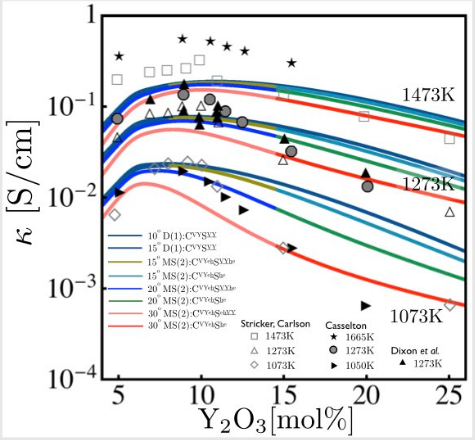 1
10⁻¹
10⁻²
10⁻³
10⁻⁴
κ [S/cm]
1473K
1273K
1073K
10° D(1):
15° D(1):
15° MS(2):
15° MS(2):
20° MS(2):
20° MS(2):
30° MS(2):
30° MS(2):
Stricker, Carlson
1473K
1273K
1073K
Casselton
1665K
1273K
1050K
Dixon et al.
1273K
5 10 15 20 25
Y₂O₃[mol%]